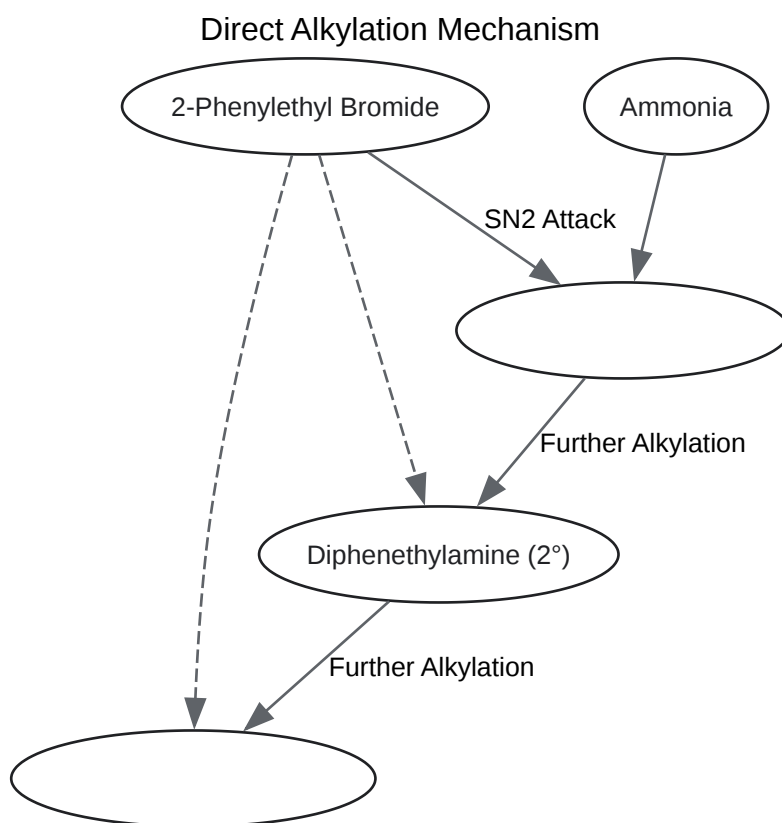 Direct Alkylation Mechanism
2-Phenylethyl Bromide
Ammonia
SN2 Attack
Further Alkylation
Diphenethylamine (2°)
Further Alkylation